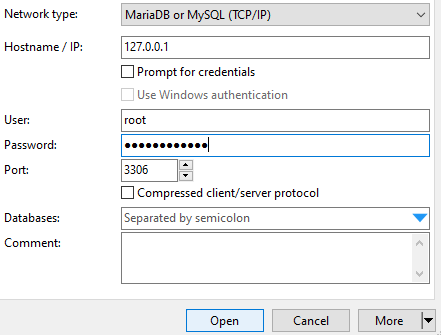 Network type: MariaDB or MySQL (TCP/IP)
Hostname / IP: 127.0.0.1
Prompt for credentials
Use Windows authentication
User: root
Password: ●●●●●●●●●●●●
Port: 3306
Compressed client/server protocol
Databases: Separated by semicolon
Comment:
Open Cancel More